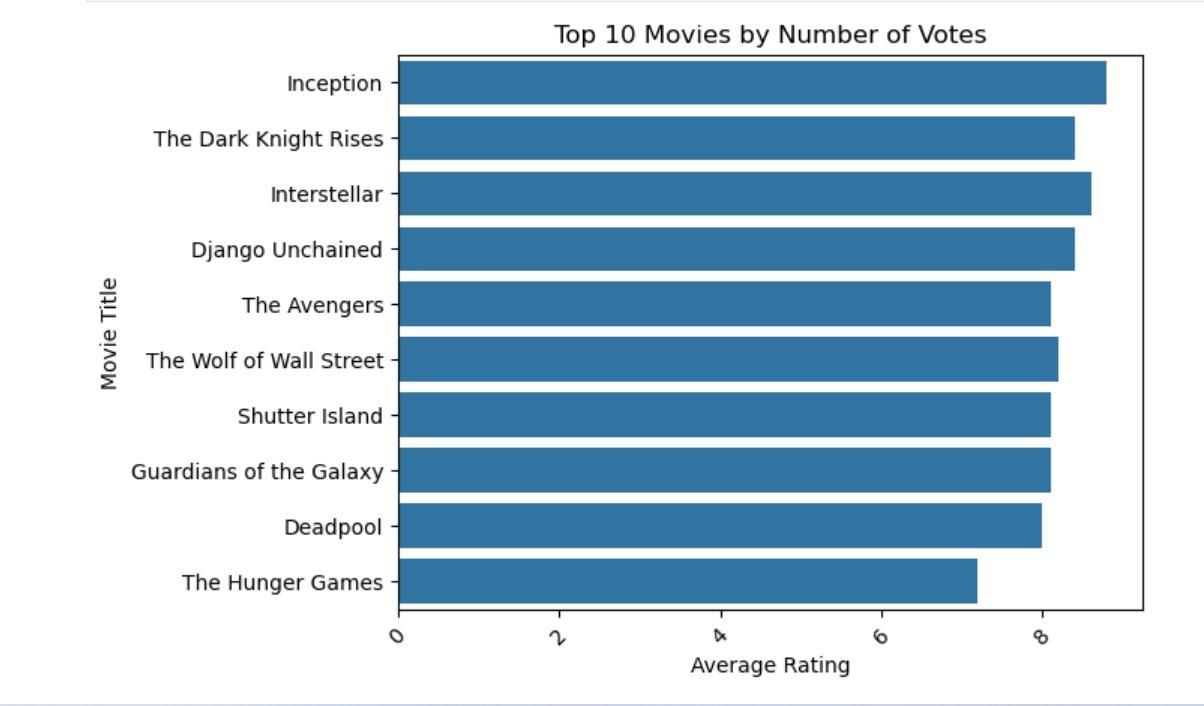 Top 10 Movies by Number of Votes
Inception
The Dark Knight Rises
Interstellar
Django Unchained
The Avengers
The Wolf of Wall Street
Shutter Island
Guardians of the Galaxy
Deadpool
The Hunger Games
Movie Title
0 2 4 6 8
Average Rating